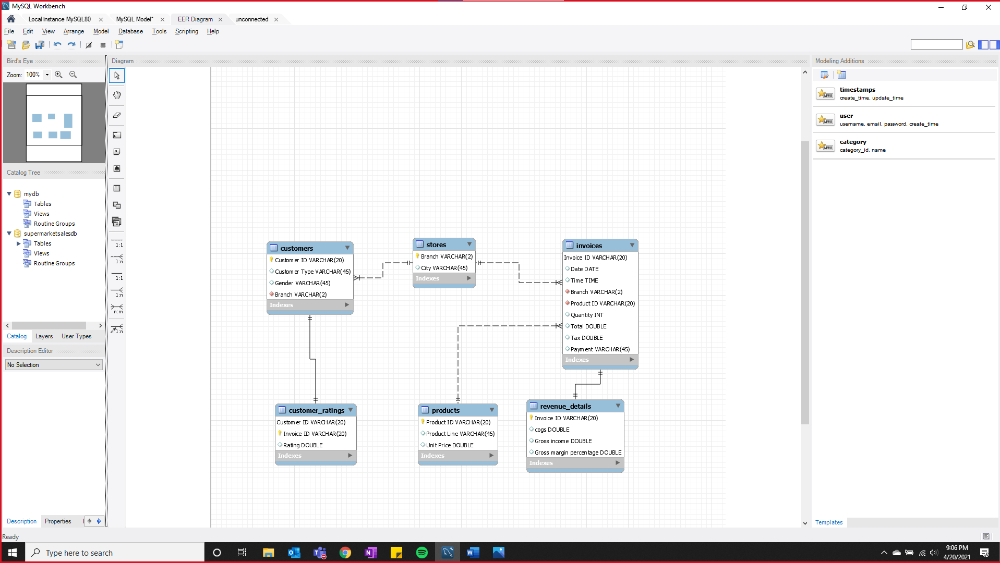 MySQL Workbench
Local instance MySQL80
MySQL Model*
EER Diagram
unconnected
File Edit View Arrange Model Database Tools Scripting Help
Bird's Eye
Zoom: 100%
Diagram
Modeling Additions
timestamps
create_time, update_time
user
username, email, password, create_time
category
category_id, name
Catalog Tree
mydb
Tables
Views
Routine Groups
supermarketsalesdb
Tables
Views
Routine Groups
Catalog Layers User Types
Description Editor
No Selection
Description Properties
1:1
1:n
1:1
1:n
n:m
1:n
customers
Customer ID VARCHAR(20)
Customer Type VARCHAR(45)
Gender VARCHAR(45)
Branch VARCHAR(2)
Indexes
stores
Branch VARCHAR(2)
City VARCHAR(45)
Indexes
invoices
Invoice ID VARCHAR(20)
Date DATE
Time TIME
Branch VARCHAR(2)
Product ID VARCHAR(20)
Quantity INT
Total DOUBLE
Tax DOUBLE
Payment VARCHAR(45)
Indexes
customer_ratings
Customer ID VARCHAR(20)
Invoice ID VARCHAR(20)
Rating DOUBLE
Indexes
products
Product ID VARCHAR(20)
Product Line VARCHAR(45)
Unit Price DOUBLE
Indexes
revenue_details
Invoice ID VARCHAR(20)
cogs DOUBLE
Gross income DOUBLE
Gross margin percentage DOUBLE
Indexes
Templates
Ready
Type here to search
9:06 PM
4/20/2021